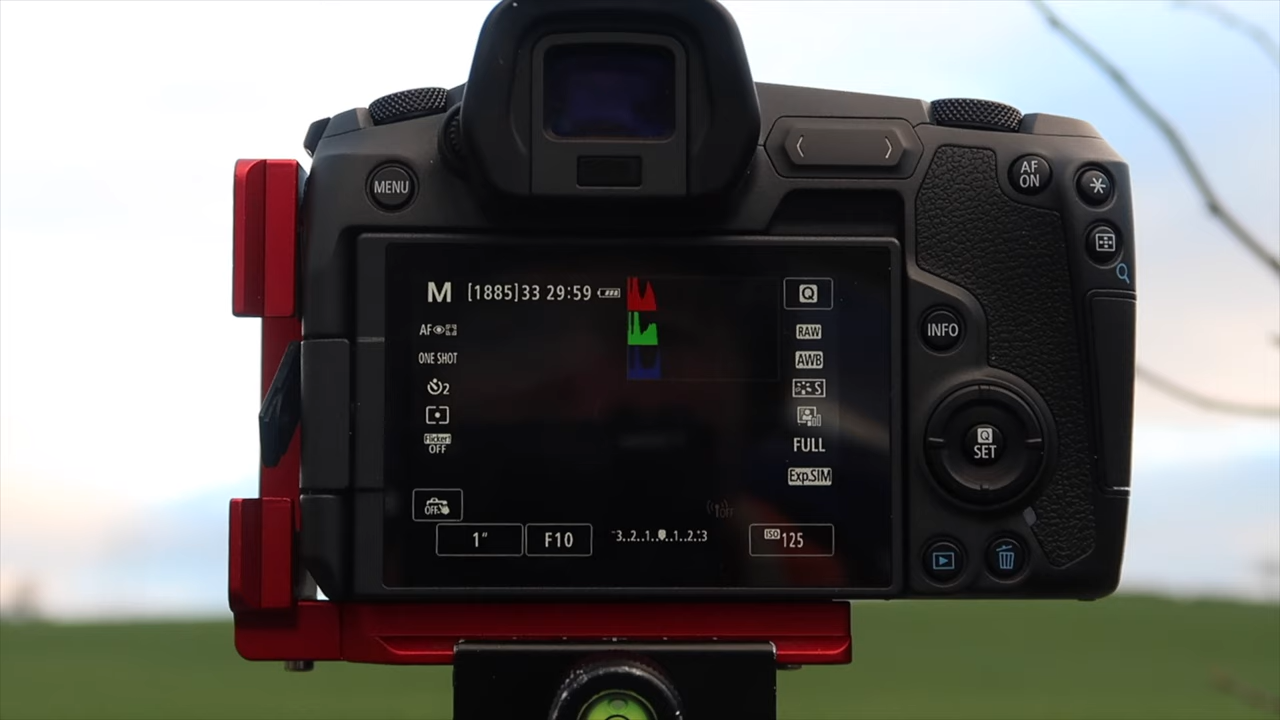 MENU
AF
ON
M [1885]33 29:59
Q
AF
RAW
ONE SHOT
AWB
INFO
2
S
Flicker!
OFF
FULL
Q
SET
Exp.SIM
OFF
OFF
1" F10 -3..2..1..0..1..2..:3 ISO 125